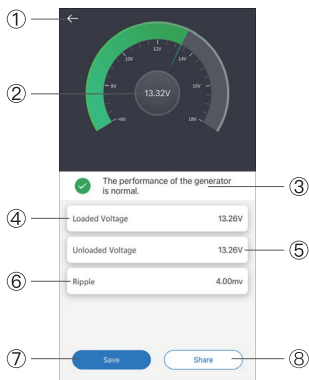 ①
12V
10V
14V
8V
16V
②
13.32V
<6V
18V
The performance of the generator
is normal.
③
④
Loaded Voltage 13.26V
Unloaded Voltage 13.26V
⑤
⑥
Ripple 4.00mv
⑦
Save
Share
⑧